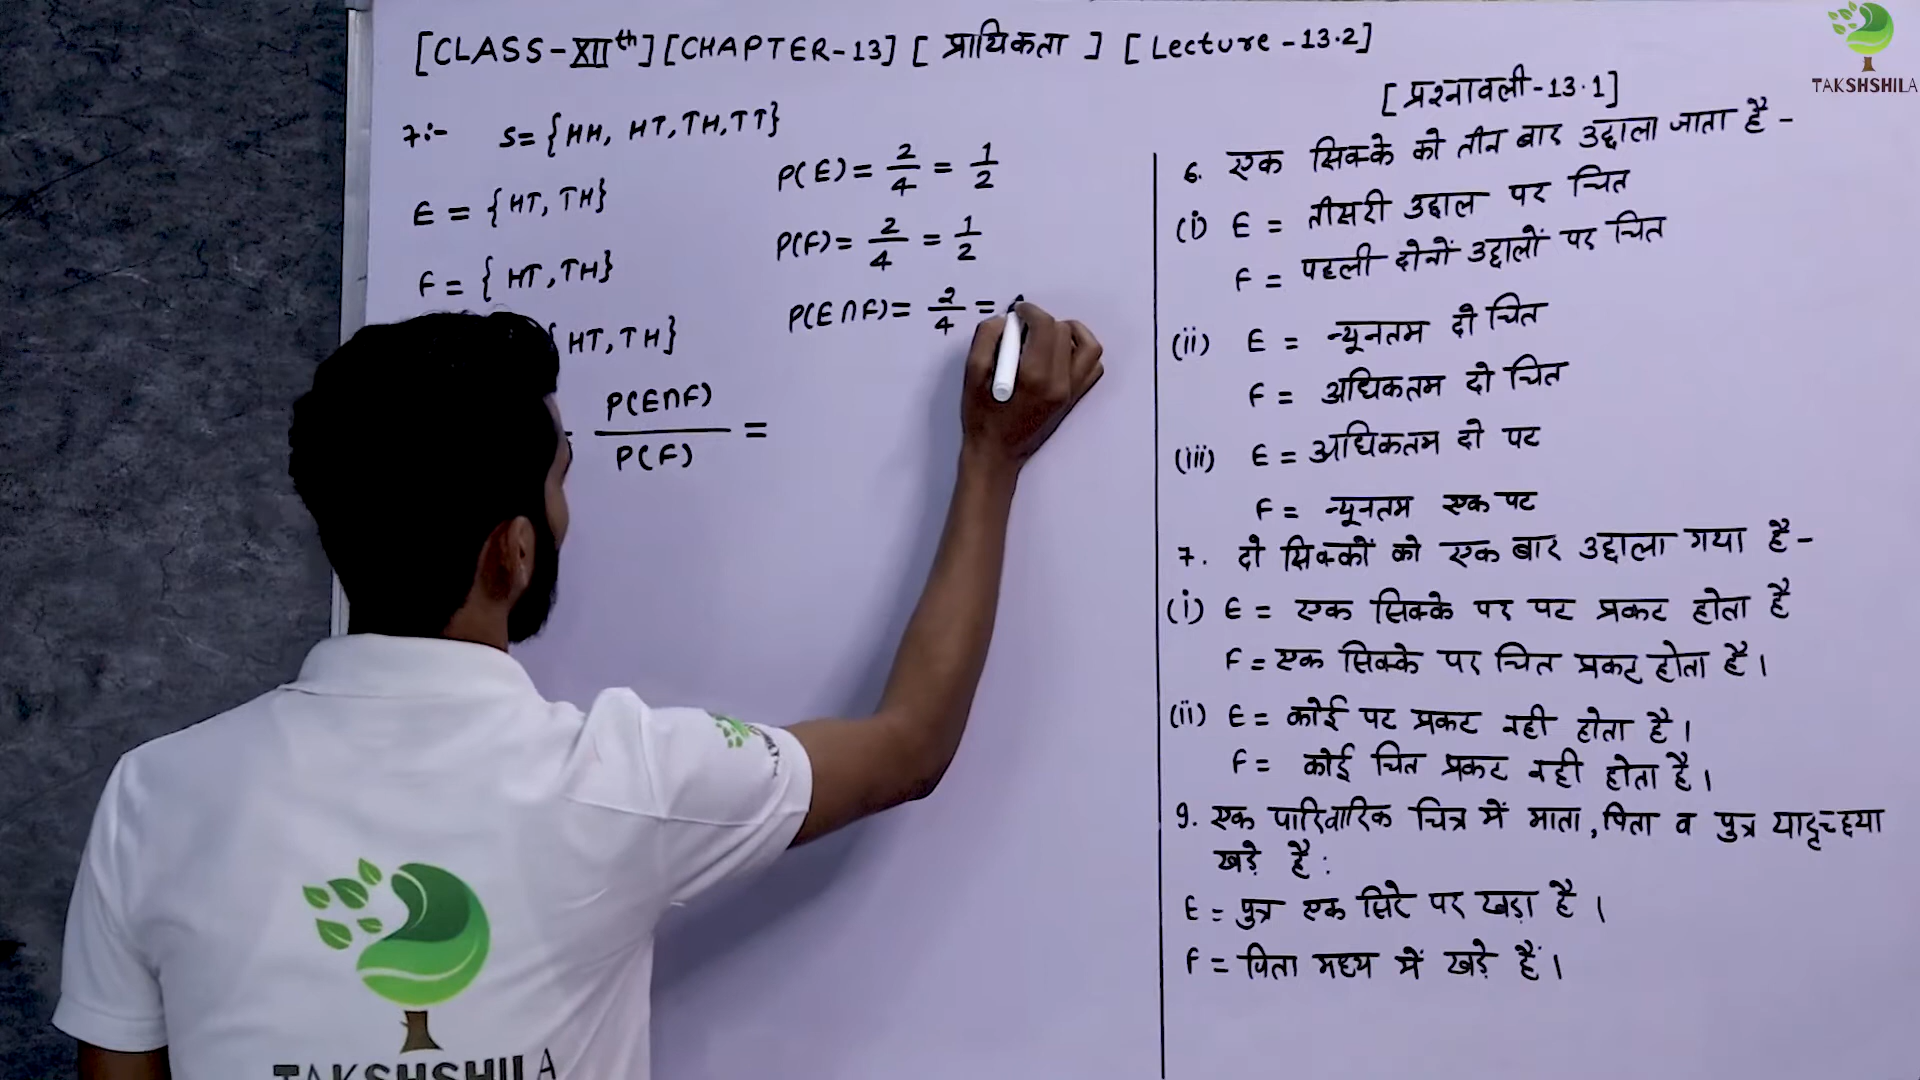 [CLASS-XIIth] [CHAPTER-13] [ प्रायिकता ] [ Lecture -13.2]
TAKSHSHILA
[ प्रश्नावली-13.1]
7:- S= {HH, HT, TH, TT}
E = {HT, TH}
F = { HT, TH}
HT, TH}
P(E∩F)/P(F) =
P(E)= 2/4 = 1/2
P(F)= 2/4 = 1/2
P(E∩F)= 2/4 =
6. एक सिक्के को तीन बार उछाला जाता है -
(i) E = तीसरी उछाल पर चित
F = पहली दोनों उछालों पर चित
(ii) E = न्यूनतम दो चित
F = अधिकतम दो चित
(iii) E = अधिकतम दो पट
F = न्यूनतम एक पट
7. दो सिक्कों को एक बार उछाला गया है -
(i) E = एक सिक्के पर पट प्रकट होता है
F = एक सिक्के पर चित प्रकट होता है।
(ii) E = कोई पट प्रकट नही होता है।
F = कोई चित प्रकट नही होता है।
9. एक पारिवारिक चित्र में माता, पिता व पुत्र यादृच्छया
खड़े है :
E = पुत्र एक सिरे पर खड़ा है।
F = पिता मध्य में खड़े हैं।
TAKSHSHILA